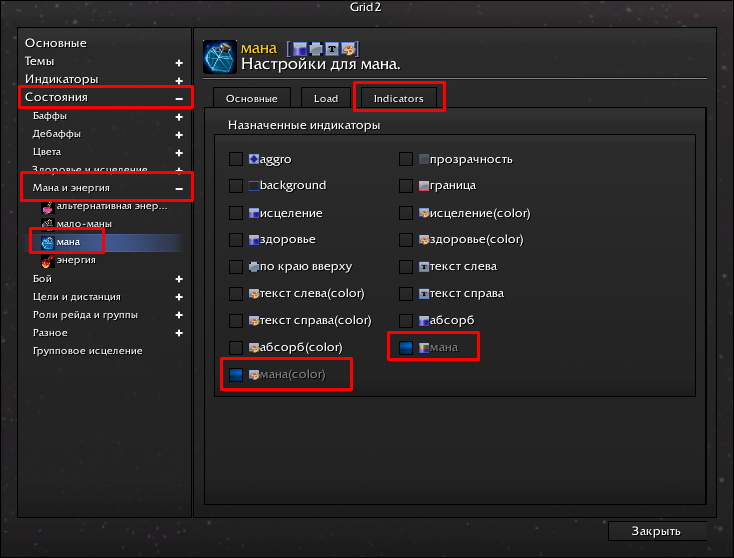 Grid2
Основные
Темы +
Индикаторы +
Состояния −
Баффы +
Дебаффы +
Цвета +
Здоровье и исцеление +
Мана и энергия −
альтернативная энер...
мало-маны
мана
энергия
Бой +
Цели и дистанция +
Роли рейда и группы +
Разное +
Групповое исцеление
мана [ T ]
Настройки для мана.
Основные Load Indicators
Назначенные индикаторы
aggro прозрачность
background граница
исцеление исцеление(color)
здоровье здоровье(color)
по краю вверху текст слева
текст слева(color) текст справа
текст справа(color) абсорб
абсорб(color) мана
мана(color)
Закрыть